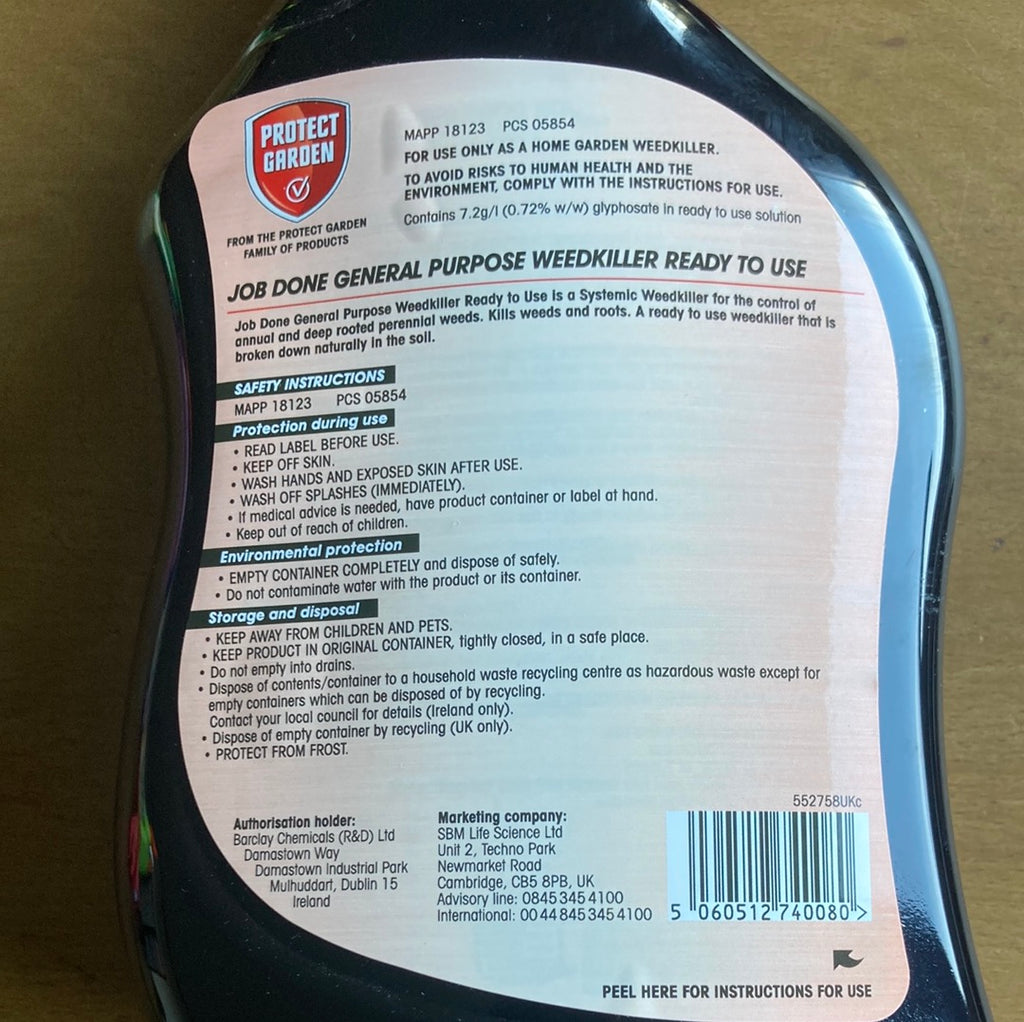 PROTECT
GARDEN
FROM THE PROTECT GARDEN
FAMILY OF PRODUCTS
MAPP 18123 PCS 05854
FOR USE ONLY AS A HOME GARDEN WEEDKILLER.
TO AVOID RISKS TO HUMAN HEALTH AND THE
ENVIRONMENT, COMPLY WITH THE INSTRUCTIONS FOR USE.
Contains 7.2g/l (0.72% w/w) glyphosate in ready to use solution
JOB DONE GENERAL PURPOSE WEEDKILLER READY TO USE
Job Done General Purpose Weedkiller Ready to Use is a Systemic Weedkiller for the control of
annual and deep rooted perennial weeds. Kills weeds and roots. A ready to use weedkiller that is
broken down naturally in the soil.
SAFETY INSTRUCTIONS
MAPP 18123 PCS 05854
Protection during use
• READ LABEL BEFORE USE.
• KEEP OFF SKIN.
• WASH HANDS AND EXPOSED SKIN AFTER USE.
• WASH OFF SPLASHES (IMMEDIATELY).
• If medical advice is needed, have product container or label at hand.
• Keep out of reach of children.
Environmental protection
• EMPTY CONTAINER COMPLETELY and dispose of safely.
• Do not contaminate water with the product or its container.
Storage and disposal
• KEEP AWAY FROM CHILDREN AND PETS.
• KEEP PRODUCT IN ORIGINAL CONTAINER, tightly closed, in a safe place.
• Do not empty into drains.
• Dispose of contents/container to a household waste recycling centre as hazardous waste except for
empty containers which can be disposed of by recycling.
Contact your local council for details (Ireland only).
• Dispose of empty container by recycling (UK only).
• PROTECT FROM FROST.
Authorisation holder:
Barclay Chemicals (R&D) Ltd
Damastown Way
Damastown Industrial Park
Mulhuddart, Dublin 15
Ireland
Marketing company:
SBM Life Science Ltd
Unit 2, Techno Park
Newmarket Road
Cambridge, CB5 8PB, UK
Advisory line: 0845 345 4100
International: 00 44 845 345 4100
552758UKc
5 060512 740080 >
PEEL HERE FOR INSTRUCTIONS FOR USE